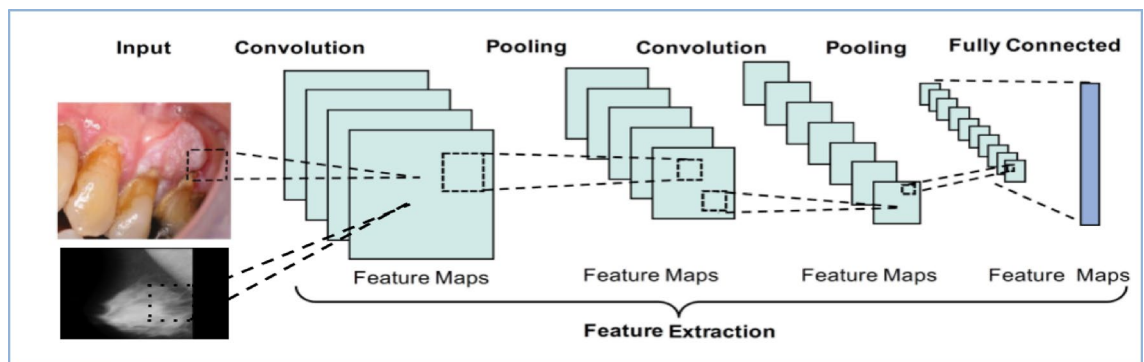 Input
Convolution
Pooling
Convolution
Pooling
Fully Connected
Feature Maps
Feature Maps
Feature Maps
Feature Maps
Feature Extraction